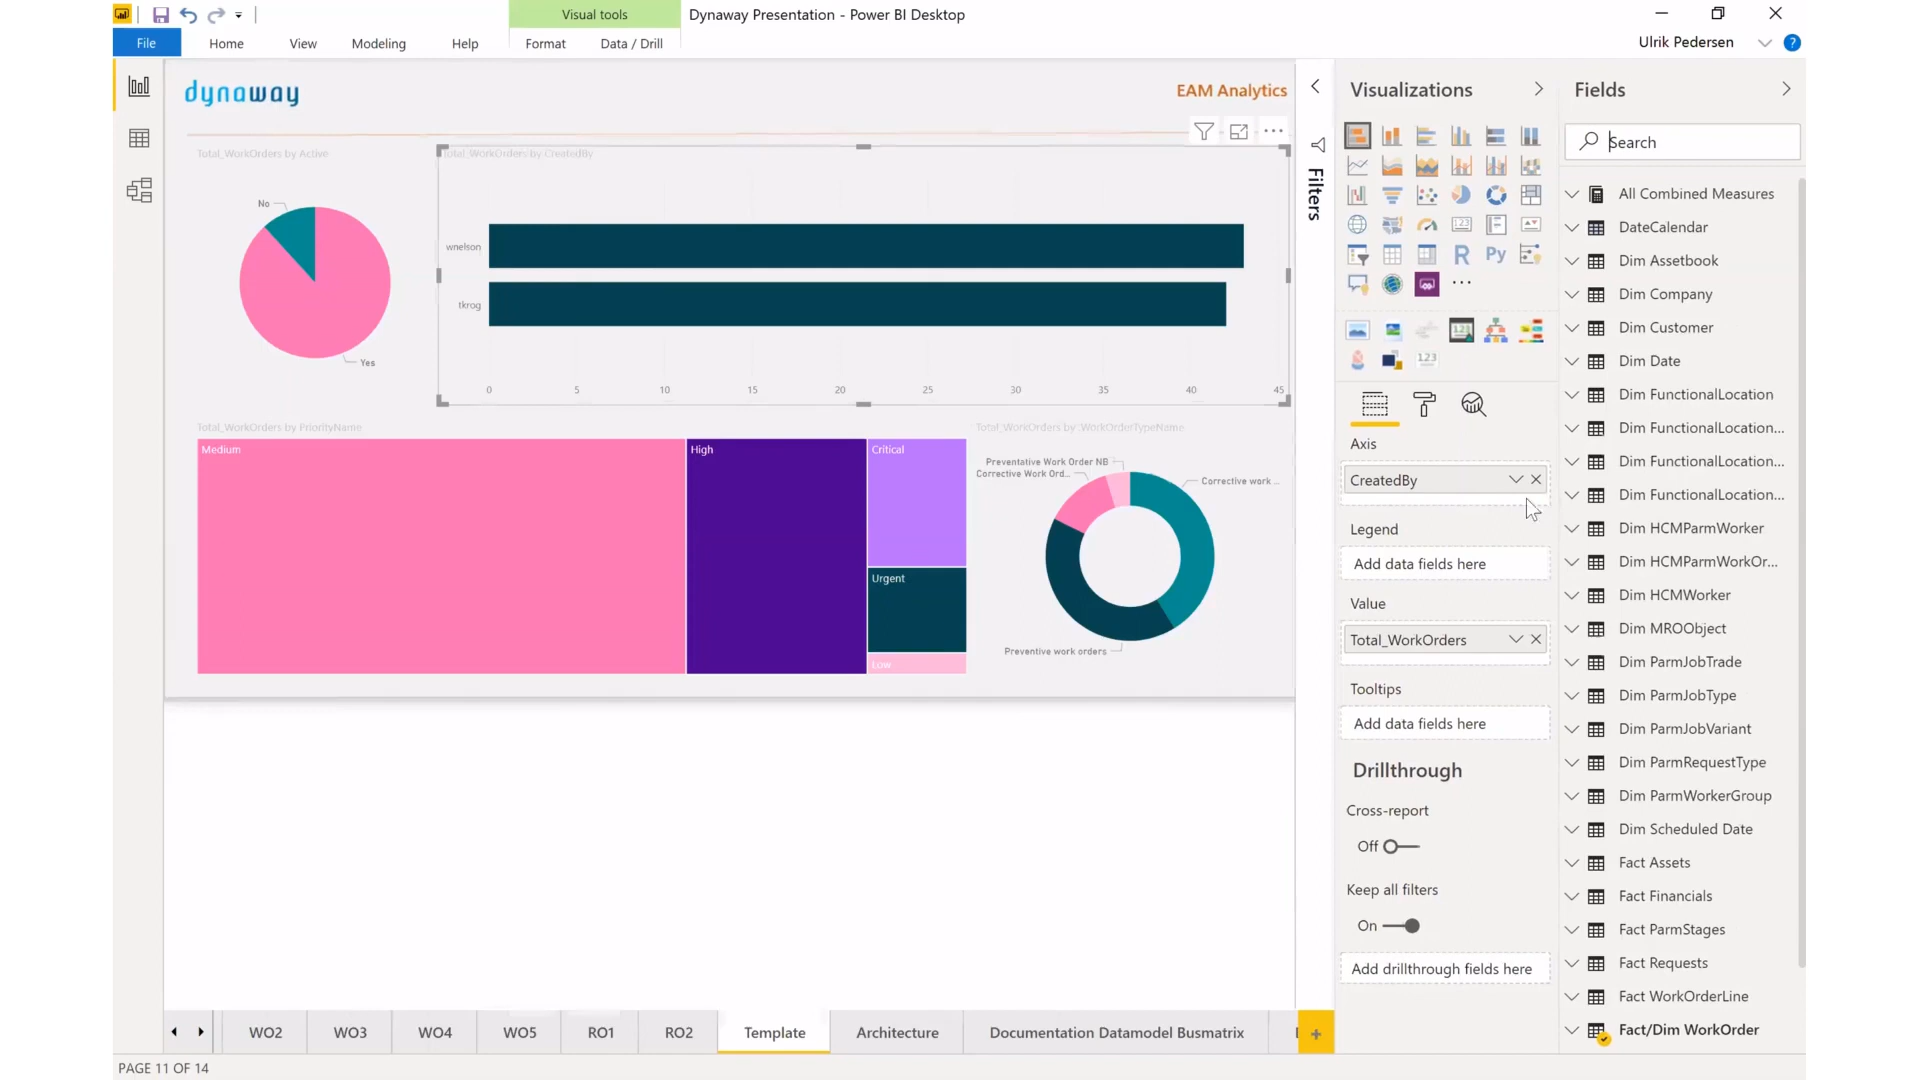 Visual tools
Dynaway Presentation - Power BI Desktop
File
Home
View
Modeling
Help
Format
Data / Drill
Ulrik Pedersen
?
dynaway
EAM Analytics
Total_WorkOrders by Active
No
Yes
Total_WorkOrders by CreatedBy
wnelson
tkrog
0
5
10
15
20
25
30
35
40
45
Total_WorkOrders by PriorityName
Medium
High
Critical
Urgent
Low
Total_WorkOrders by WorkOrderTypeName
Preventative Work Order NB
Corrective Work Ord...
Corrective work ...
Preventive work orders
Filters
Visualizations
R
Py
123
123
123
Axis
CreatedBy
Legend
Add data fields here
Value
Total_WorkOrders
Tooltips
Add data fields here
Drillthrough
Cross-report
Off
Keep all filters
On
Add drillthrough fields here
Fields
Search
All Combined Measures
DateCalendar
Dim Assetbook
Dim Company
Dim Customer
Dim Date
Dim FunctionalLocation
Dim FunctionalLocation...
Dim FunctionalLocation...
Dim FunctionalLocation...
Dim HCMParmWorker
Dim HCMParmWorkOr...
Dim HCMWorker
Dim MROObject
Dim ParmJobTrade
Dim ParmJobType
Dim ParmJobVariant
Dim ParmRequestType
Dim ParmWorkerGroup
Dim Scheduled Date
Fact Assets
Fact Financials
Fact ParmStages
Fact Requests
Fact WorkOrderLine
Fact/Dim WorkOrder
WO2
WO3
WO4
WO5
RO1
RO2
Template
Architecture
Documentation Datamodel Busmatrix
+
PAGE 11 OF 14